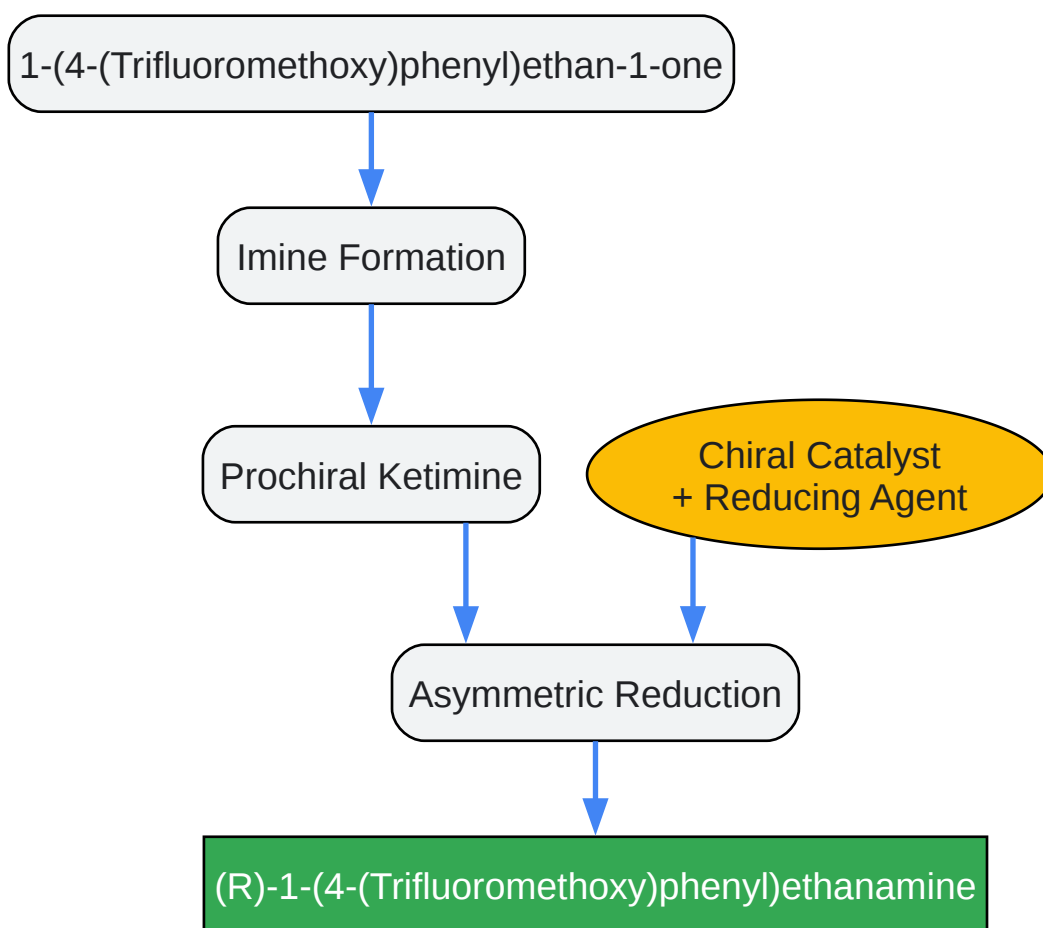 1-(4-(Trifluoromethoxy)phenyl)ethan-1-one
Imine Formation
Prochiral Ketimine
Chiral Catalyst
+ Reducing Agent
Asymmetric Reduction
(R)-1-(4-(Trifluoromethoxy)phenyl)ethanamine